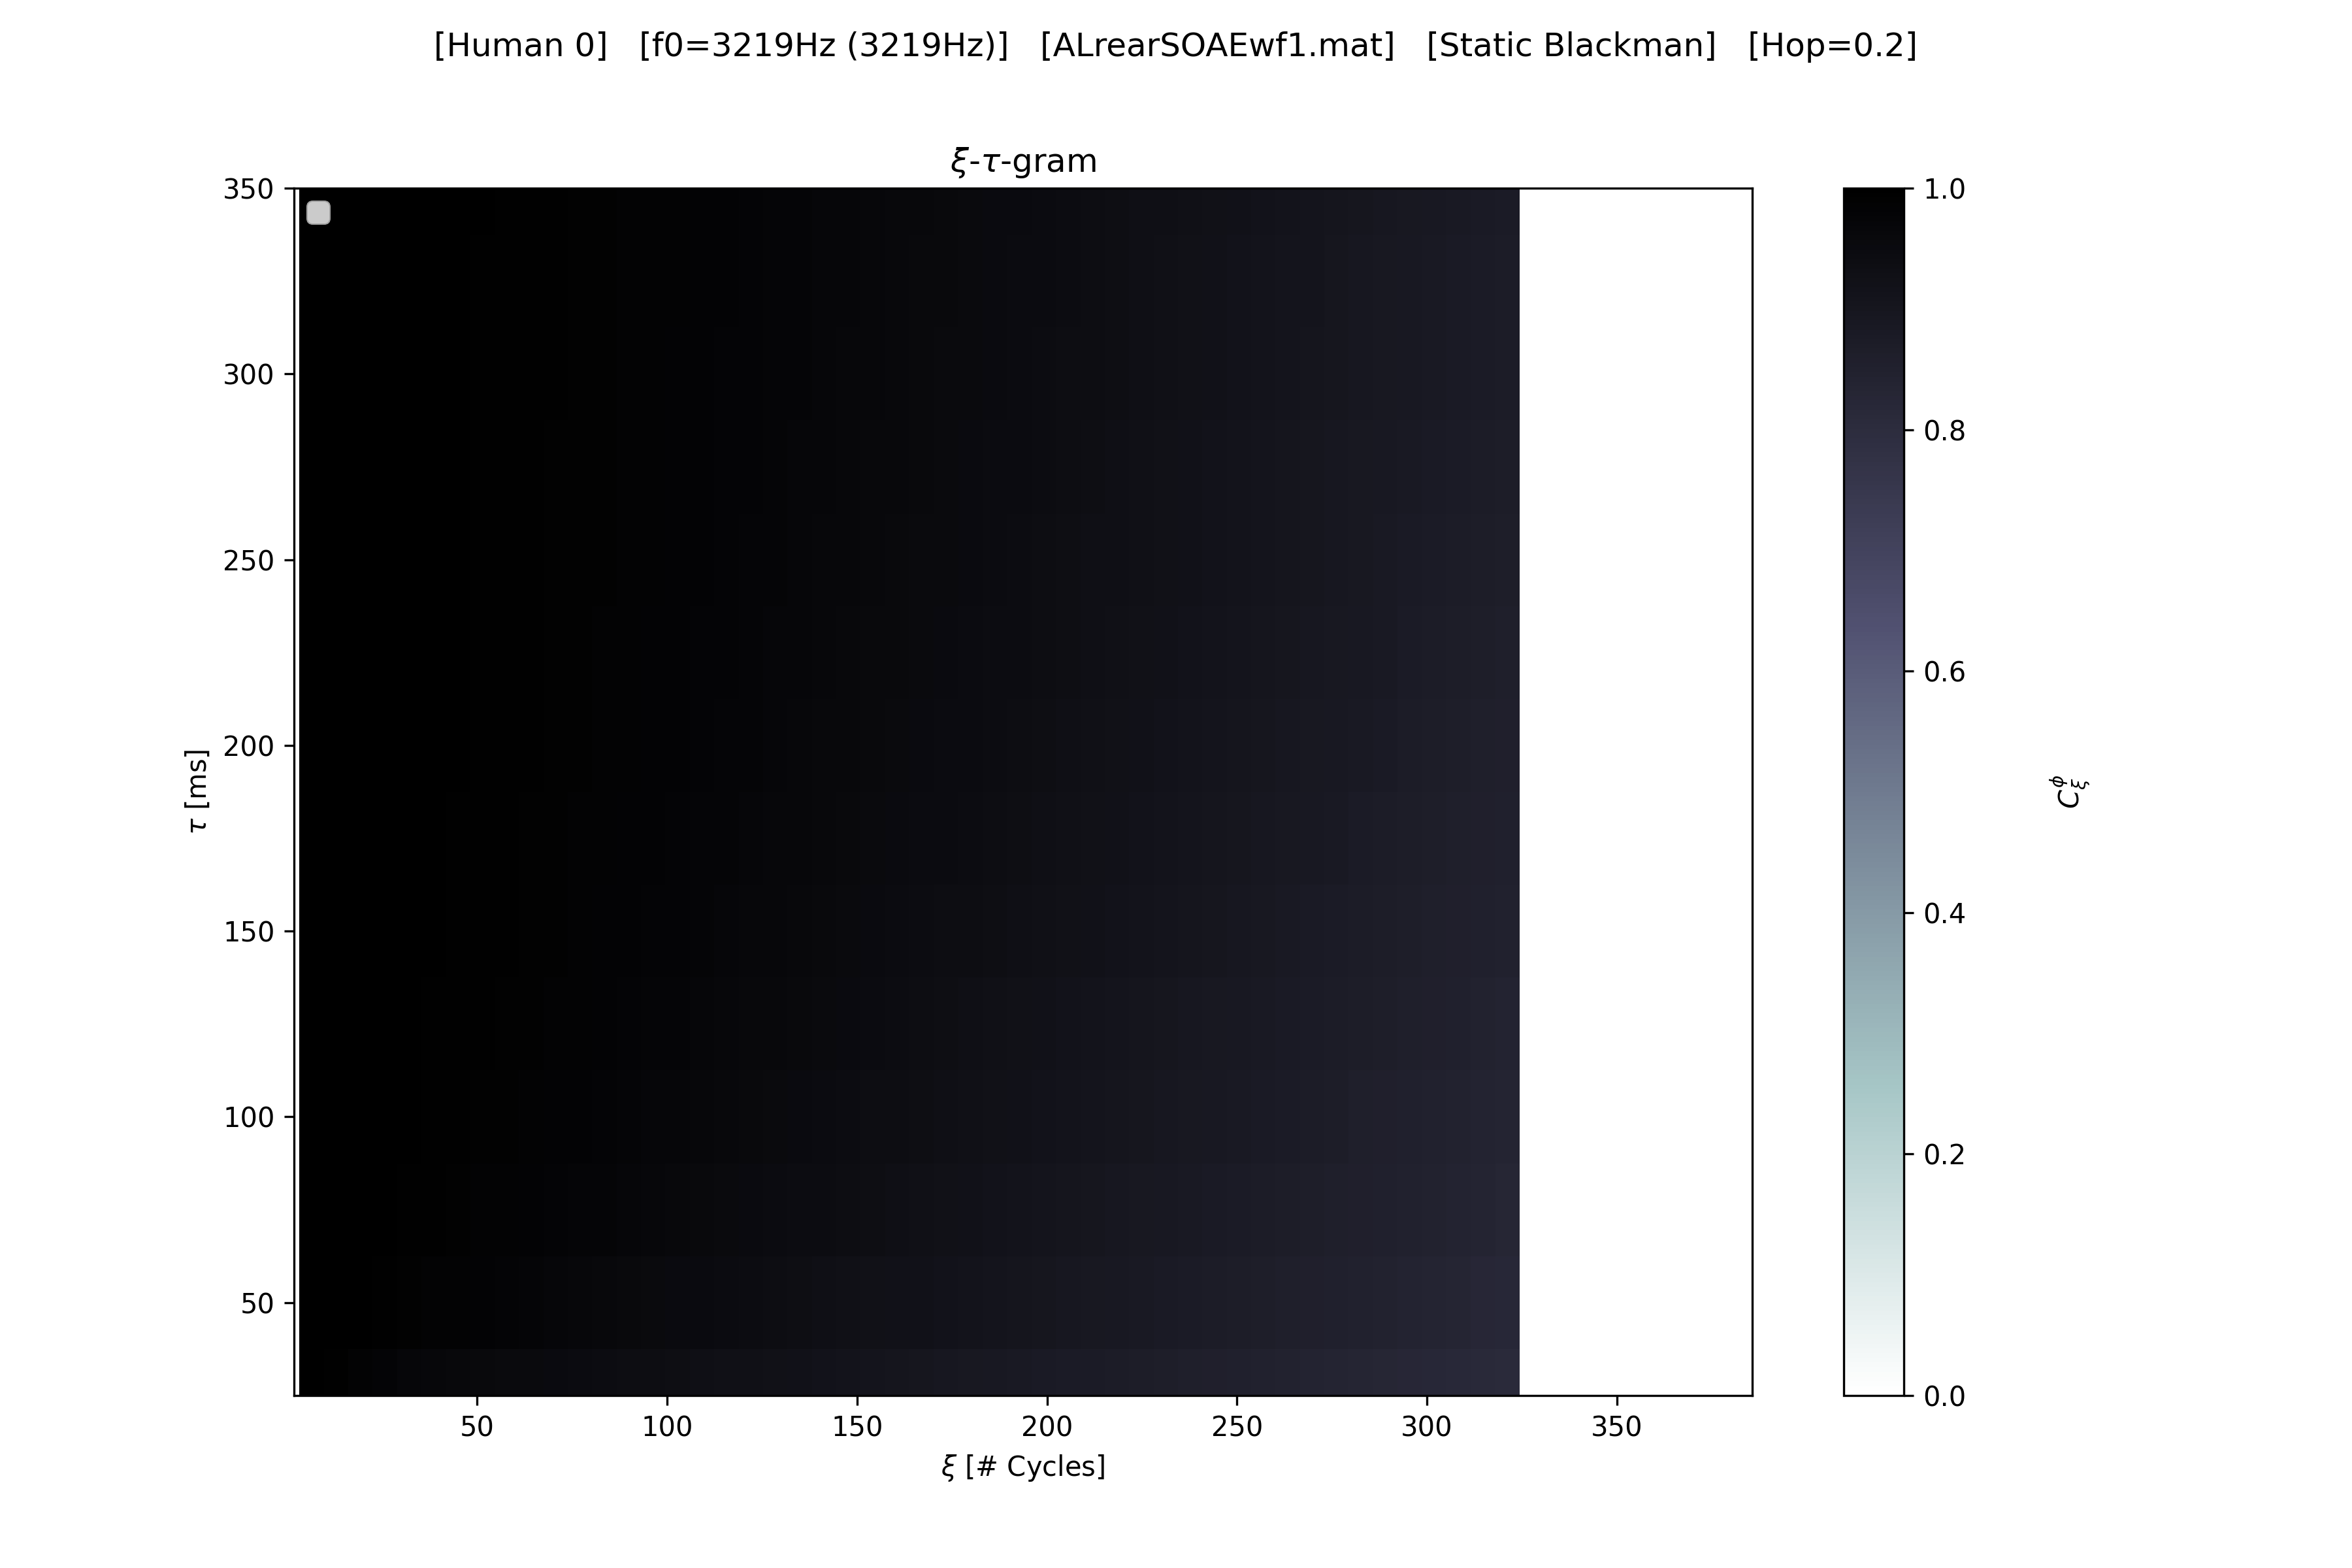 [Human 0]   [f0=3219Hz (3219Hz)]   [ALrearSOAEwf1.mat]   [Static Blackman]   [Hop=0.2]
ξ-τ-gram
350
300
250
200
150
100
50
τ [ms]
50 100 150 200 250 300 350
ξ [# Cycles]
1.0
0.8
0.6
0.4
0.2
0.0
C_ξ^ϕ